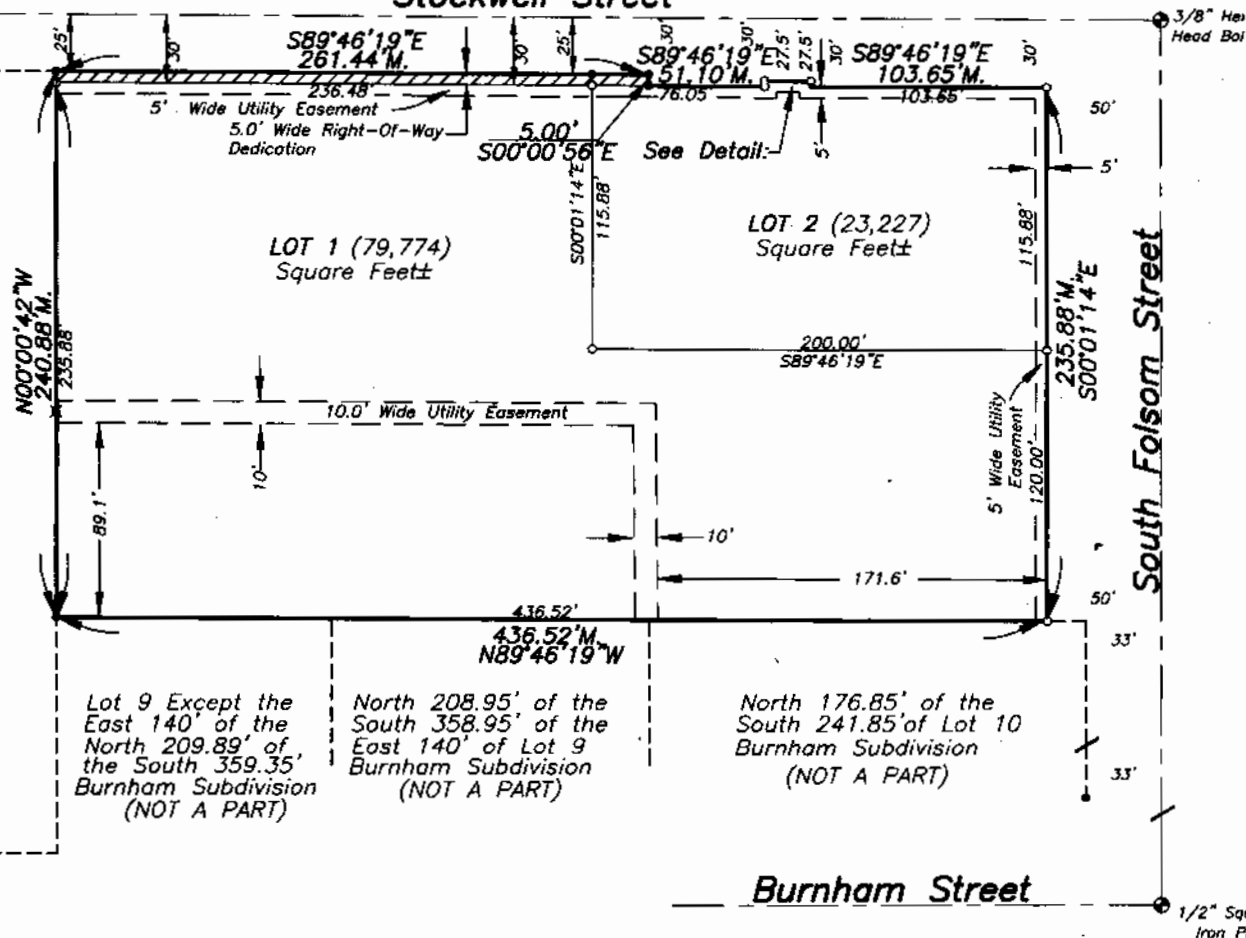 Stockwell Street
3/8" Hex
Head Bol
25'
30'
S89°46'19"E
261.44'M.
30'
25'
30'
S89°46'19"E
51.10'M.
30'
27.5'
27.5'
30'
S89°46'19"E
103.65'M.
30'
236.48'
76.05
103.65'
50'
5' Wide Utility Easement
5.0' Wide Right-Of-Way
Dedication
5.00'
S00°00'56"E
See Detail
5'
5'
S00°01'14"E
115.88'
115.88'
LOT 1 (79,774)
Square Feet±
LOT 2 (23,227)
Square Feet±
N00°00'42"W
240.88'M.
235.88'
235.88'M.
S00°01'14"E
South Folsom Street
200.00'
S89°46'19"E
10.0' Wide Utility Easement
5' Wide Utility
Easement
120.00'
10'
89.1'
10'
171.6'
50'
436.52'
436.52'M.
N89°46'19"W
33'
Lot 9 Except the
East 140' of the
North 209.89' of
the South 359.35'
Burnham Subdivision
(NOT A PART)
North 208.95' of the
South 358.95' of the
East 140' of Lot 9
Burnham Subdivision
(NOT A PART)
North 176.85' of the
South 241.85' of Lot 10
Burnham Subdivision
(NOT A PART)
33'
Burnham Street
1/2" Squ
Iron P